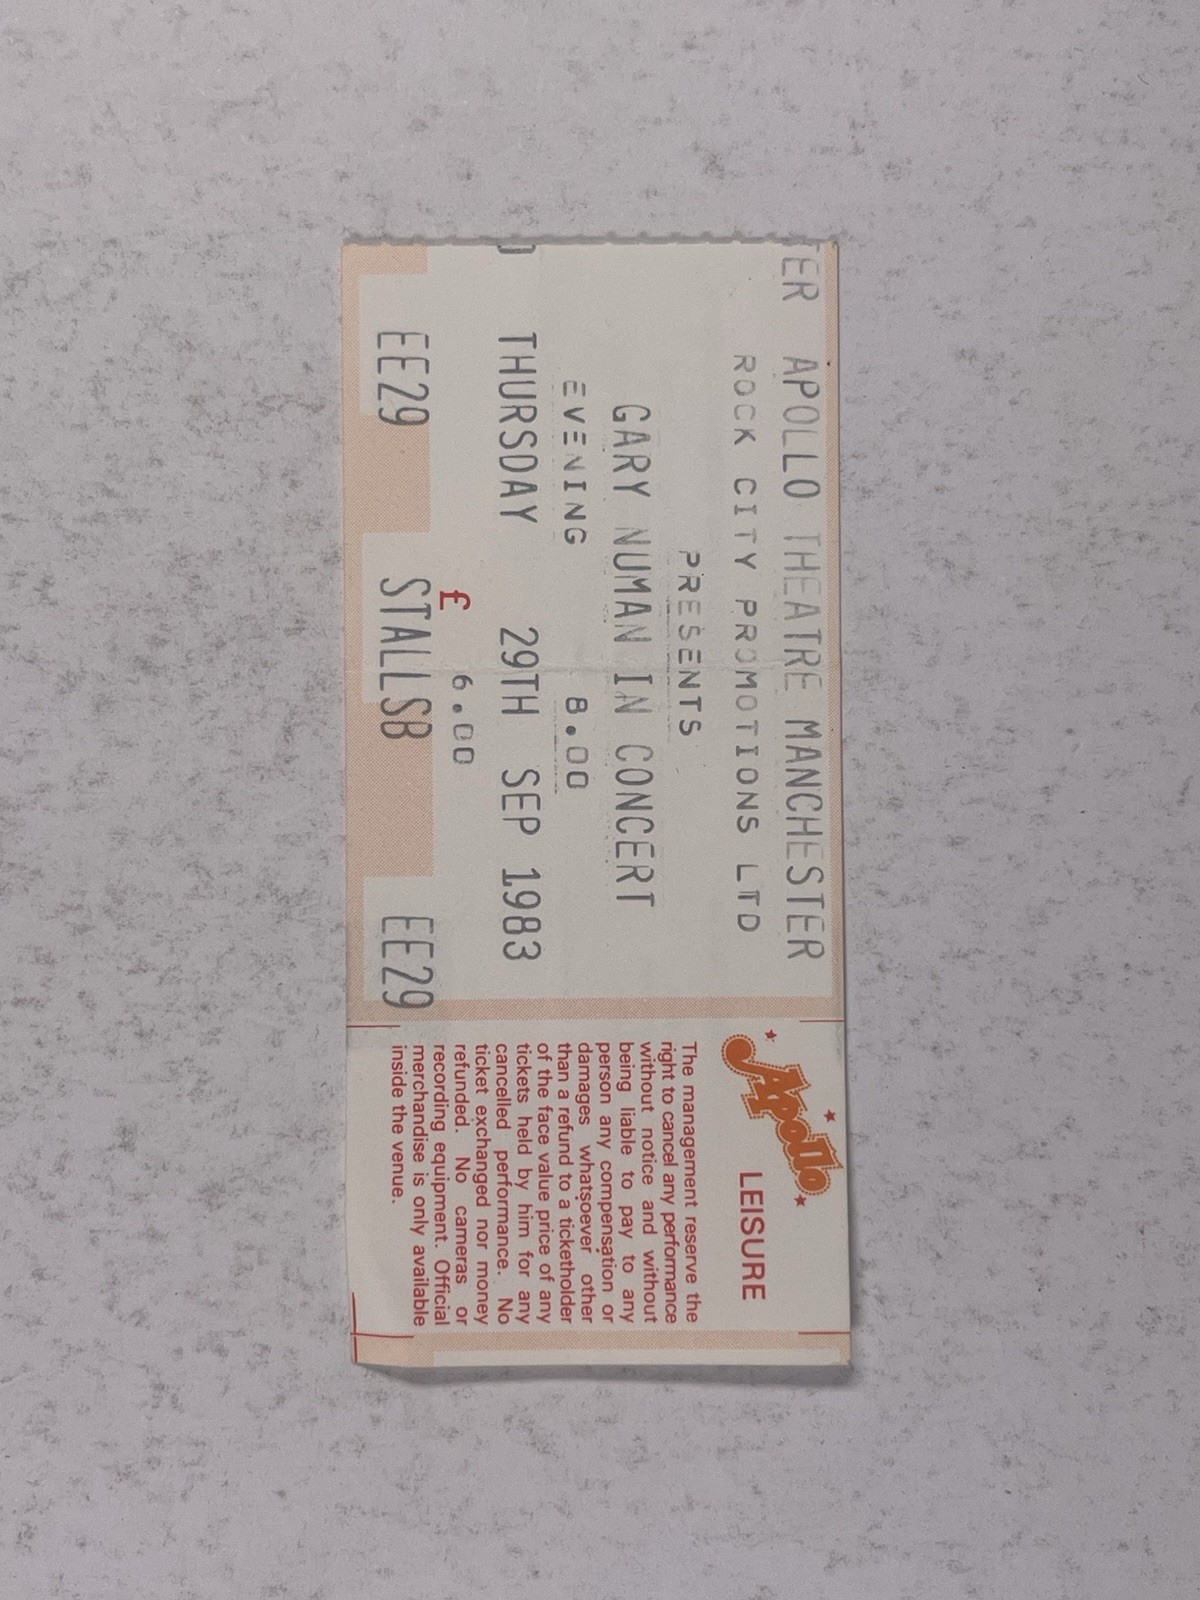 ER APOLLO THEATRE MANCHESTER
ROCK CITY PROMOTIONS LTD
PRESENTS
GARY NUMAN IN CONCERT
EVENING 8.00
THURSDAY 29TH SEP 1983
£ 6.00
EE29 STALLSB EE29
Apollo
LEISURE
The management reserve the
right to cancel any performance
without notice and without
being liable to pay to any
person any compensation or
damages whatsoever other
than a refund to a ticketholder
of the face value price of any
tickets held by him for any
cancelled performance. No
ticket exchanged nor money
refunded. No cameras or
recording equipment. Official
merchandise is only available
inside the venue.